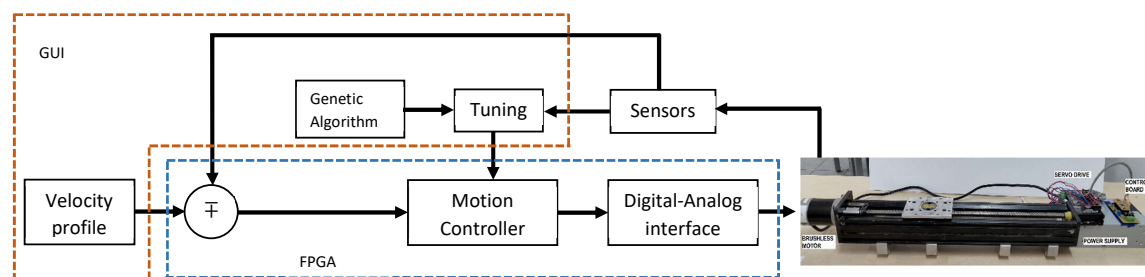 GUI
Genetic
Algorithm
Tuning
Sensors
Velocity
profile
∓
Motion
Controller
Digital-Analog
interface
FPGA
SERVO DRIVE
BRUSHLESS
MOTOR
BOARD
POWER SUPPLY